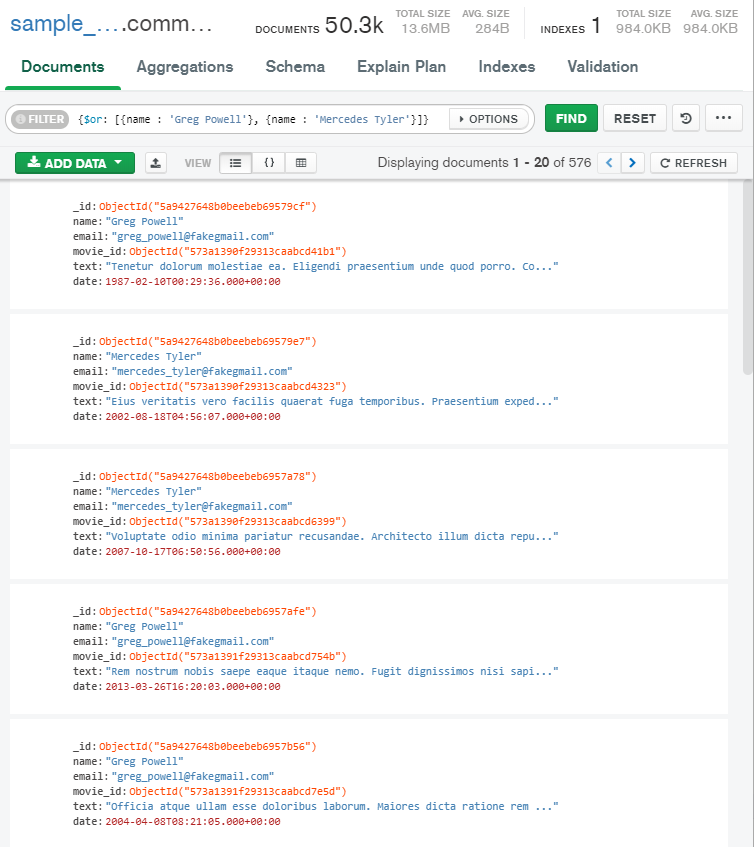 sample_... .comm...
DOCUMENTS 50.3k TOTAL SIZE 13.6MB AVG. SIZE 284B INDEXES 1 TOTAL SIZE 984.0KB AVG. SIZE 984.0KB
Documents Aggregations Schema Explain Plan Indexes Validation
FILTER {$or: [{name : 'Greg Powell'}, {name : 'Mercedes Tyler'}]} OPTIONS FIND RESET ...
ADD DATA VIEW {} Displaying documents 1 - 20 of 576 < > REFRESH
_id: ObjectId("5a9427648b0beebeb69579cf")
name: "Greg Powell"
email: "greg_powell@fakegmail.com"
movie_id: ObjectId("573a1390f29313caabcd41b1")
text: "Tenetur dolorum molestiae ea. Eligendi praesentium unde quod porro. Co..."
date: 1987-02-10T00:29:36.000+00:00
_id: ObjectId("5a9427648b0beebeb69579e7")
name: "Mercedes Tyler"
email: "mercedes_tyler@fakegmail.com"
movie_id: ObjectId("573a1390f29313caabcd4323")
text: "Eius veritatis vero facilis quaerat fuga temporibus. Praesentium exped..."
date: 2002-08-18T04:56:07.000+00:00
_id: ObjectId("5a9427648b0beebeb6957a78")
name: "Mercedes Tyler"
email: "mercedes_tyler@fakegmail.com"
movie_id: ObjectId("573a1390f29313caabcd6399")
text: "Voluptate odio minima pariatur recusandae. Architecto illum dicta repu..."
date: 2007-10-17T06:50:56.000+00:00
_id: ObjectId("5a9427648b0beebeb6957afe")
name: "Greg Powell"
email: "greg_powell@fakegmail.com"
movie_id: ObjectId("573a1391f29313caabcd754b")
text: "Rem nostrum nobis saepe eaque itaque nemo. Fugit dignissimos nisi sapi..."
date: 2013-03-26T16:20:03.000+00:00
_id: ObjectId("5a9427648b0beebeb6957b56")
name: "Greg Powell"
email: "greg_powell@fakegmail.com"
movie_id: ObjectId("573a1391f29313caabcd7e5d")
text: "Officia atque ullam esse doloribus laborum. Maiores dicta ratione rem ..."
date: 2004-04-08T08:21:05.000+00:00